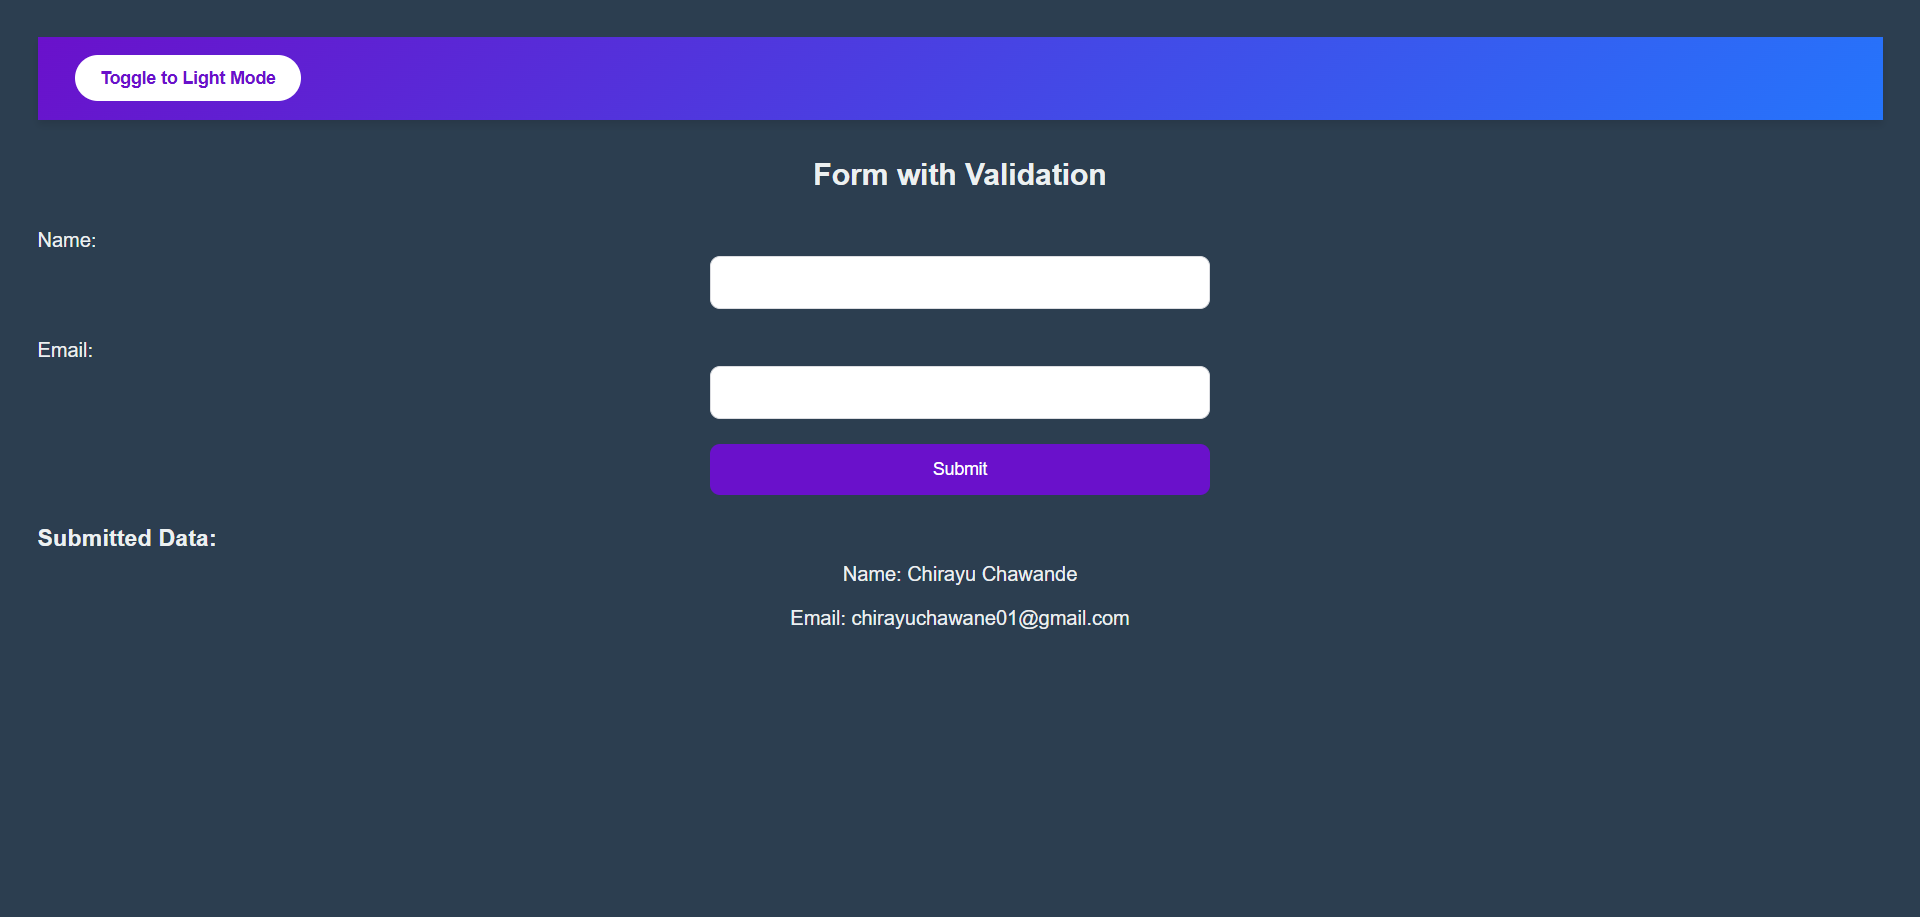 Toggle to Light Mode
Form with Validation
Name:
Email:
Submit
Submitted Data:
Name: Chirayu Chawande
Email: chirayuchawane01@gmail.com